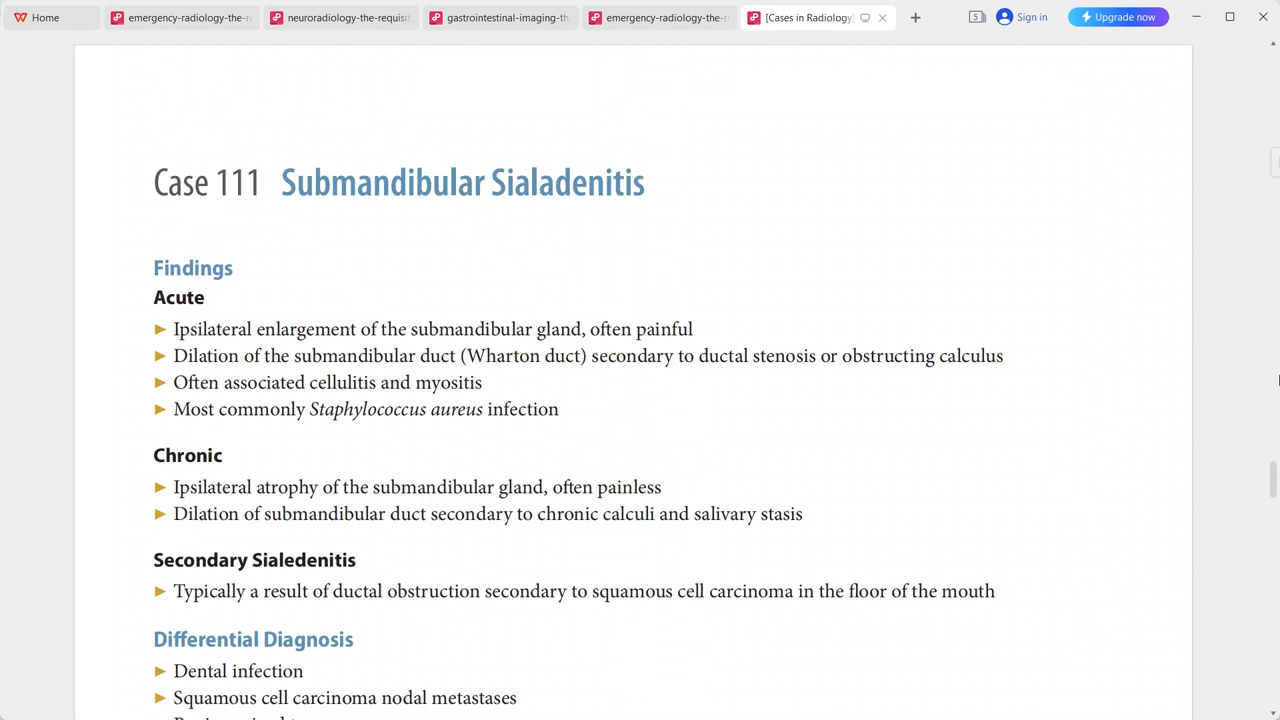 Home
emergency-radiology-the-r
neuroradiology-the-requisit
gastrointestinal-imaging-th
emergency-radiology-the-r
[Cases in Radiology]
5
Sign in
Upgrade now
Case 111 Submandibular Sialadenitis
Findings
Acute
► Ipsilateral enlargement of the submandibular gland, often painful
► Dilation of the submandibular duct (Wharton duct) secondary to ductal stenosis or obstructing calculus
► Often associated cellulitis and myositis
► Most commonly Staphylococcus aureus infection
Chronic
► Ipsilateral atrophy of the submandibular gland, often painless
► Dilation of submandibular duct secondary to chronic calculi and salivary stasis
Secondary Sialedenitis
► Typically a result of ductal obstruction secondary to squamous cell carcinoma in the floor of the mouth
Differential Diagnosis
► Dental infection
► Squamous cell carcinoma nodal metastases